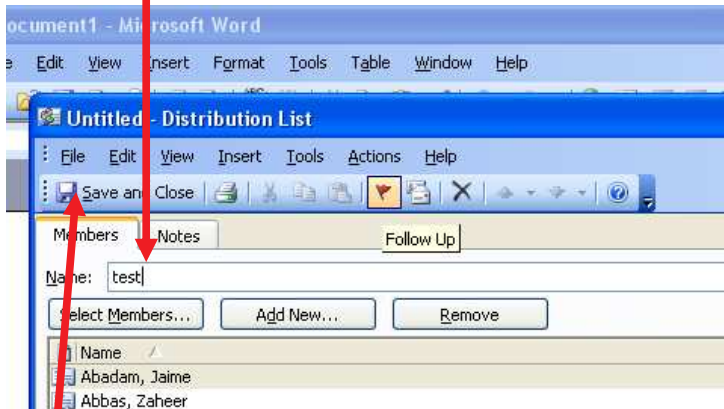 ocument1 - Microsoft Word
e Edit View Insert Format Tools Table Window Help
Untitled - Distribution List
File Edit View Insert Tools Actions Help
Save and Close
Members Notes
Follow Up
Name: test
Select Members... Add New... Remove
Name
Abadam, Jaime
Abbas, Zaheer